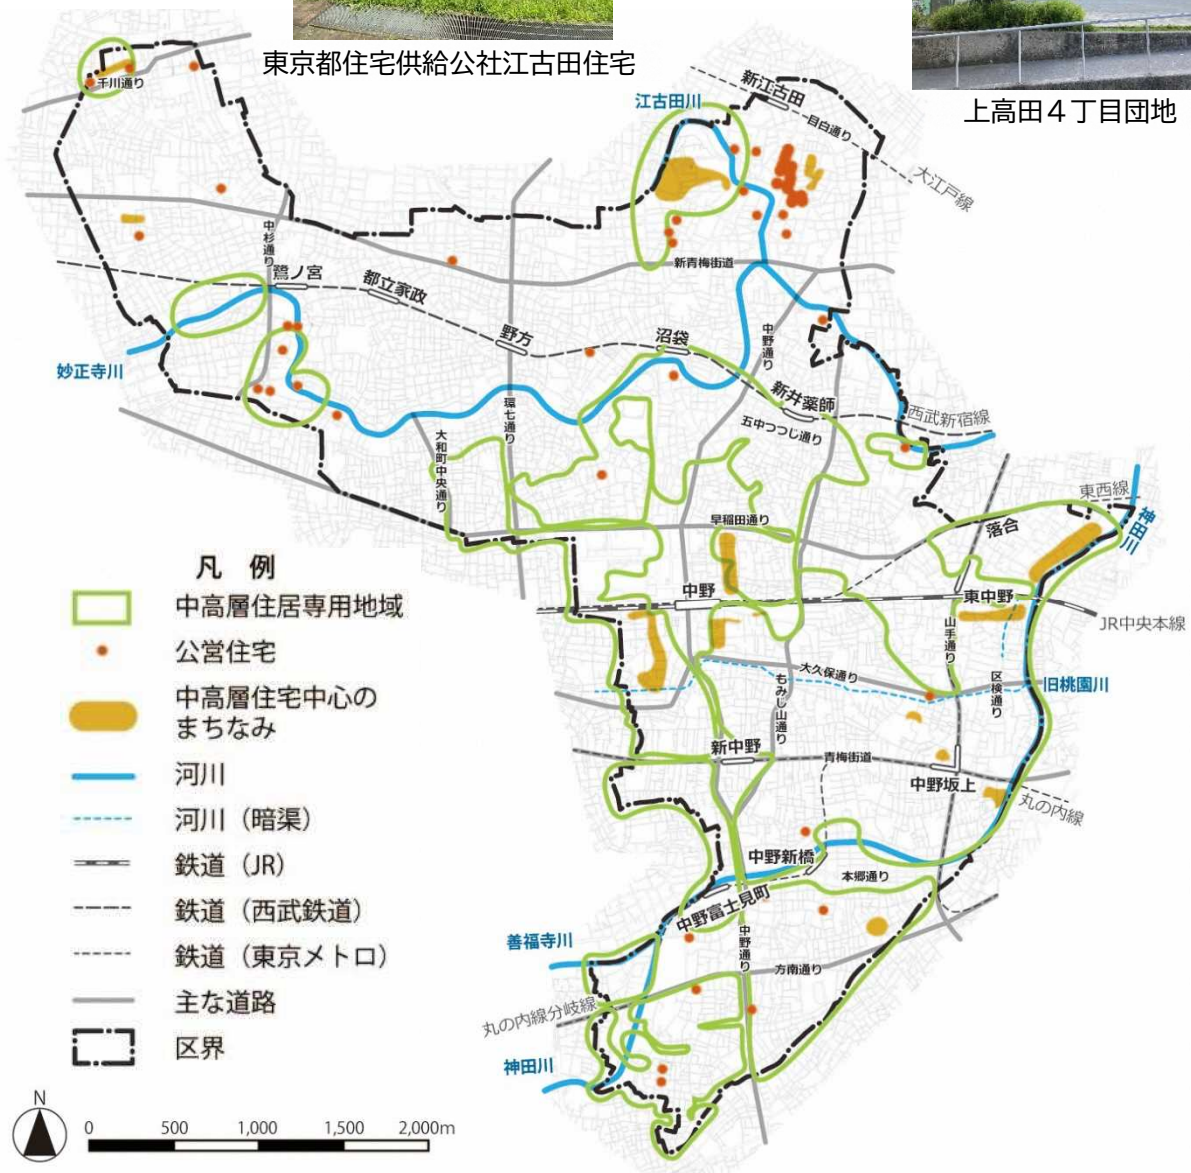 東京都住宅供給公社江古田住宅
上高田４丁目団地
千川通り
江古田川
新江古田
目白通り
大江戸線
中杉通り
鷺ノ宮
都立家政
新青梅街道
野方
沼袋
中野通り
妙正寺川
新井薬師
五中つつじ通り
西武新宿線
環七通り
大和町中央通り
早稲田通り
東西線
落合
神田川
中野
東中野
JR中央本線
山手通り
大久保通り
もみじ山通り
区検通り
旧桃園川
新中野
青梅街道
中野坂上
丸の内線
中野新橋
本郷通り
中野富士見町
善福寺川
中野通り
方南通り
丸の内線分岐線
神田川
凡 例
中高層住居専用地域
公営住宅
中高層住宅中心の
まちなみ
河川
河川（暗渠）
鉄道（JR）
鉄道（西武鉄道）
鉄道（東京メトロ）
主な道路
区界
N
0 500 1,000 1,500 2,000m